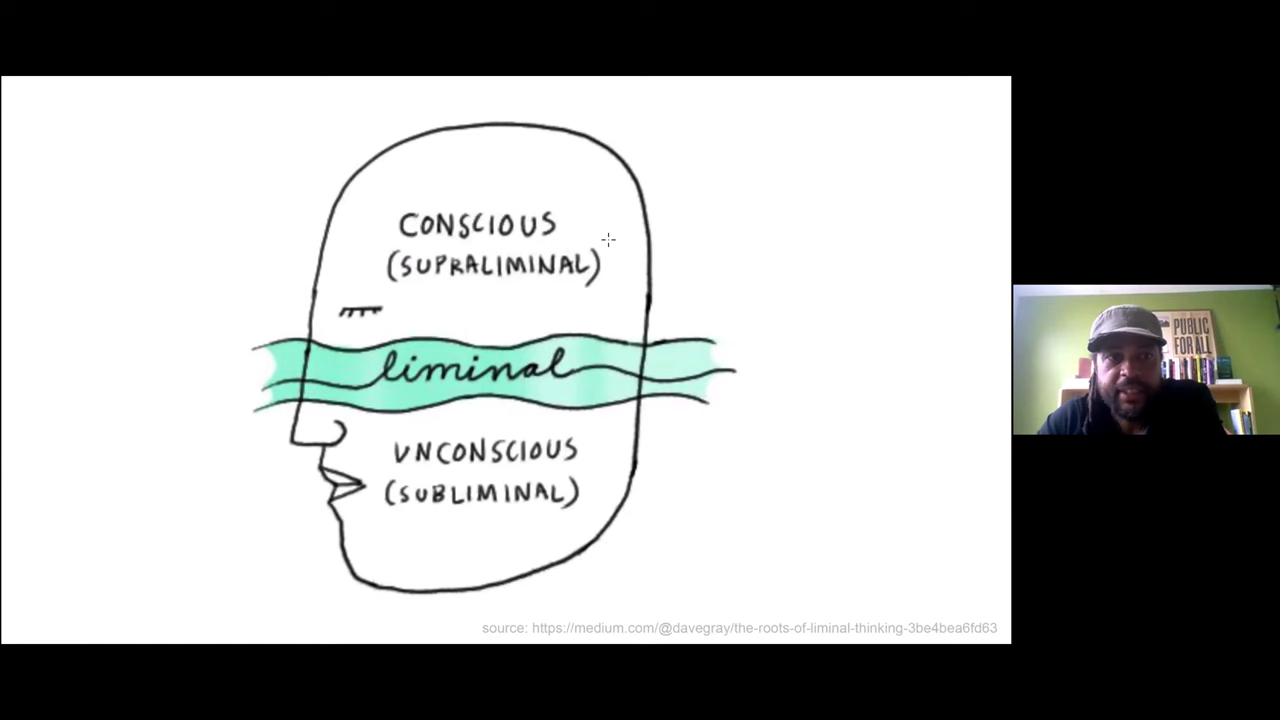 CONSCIOUS
(SUPRALIMINAL)
liminal
UNCONSCIOUS
(SUBLIMINAL)
source: https://medium.com/@davegray/the-roots-of-liminal-thinking-3be4bea6fd63
PUBLIC
FOR ALL